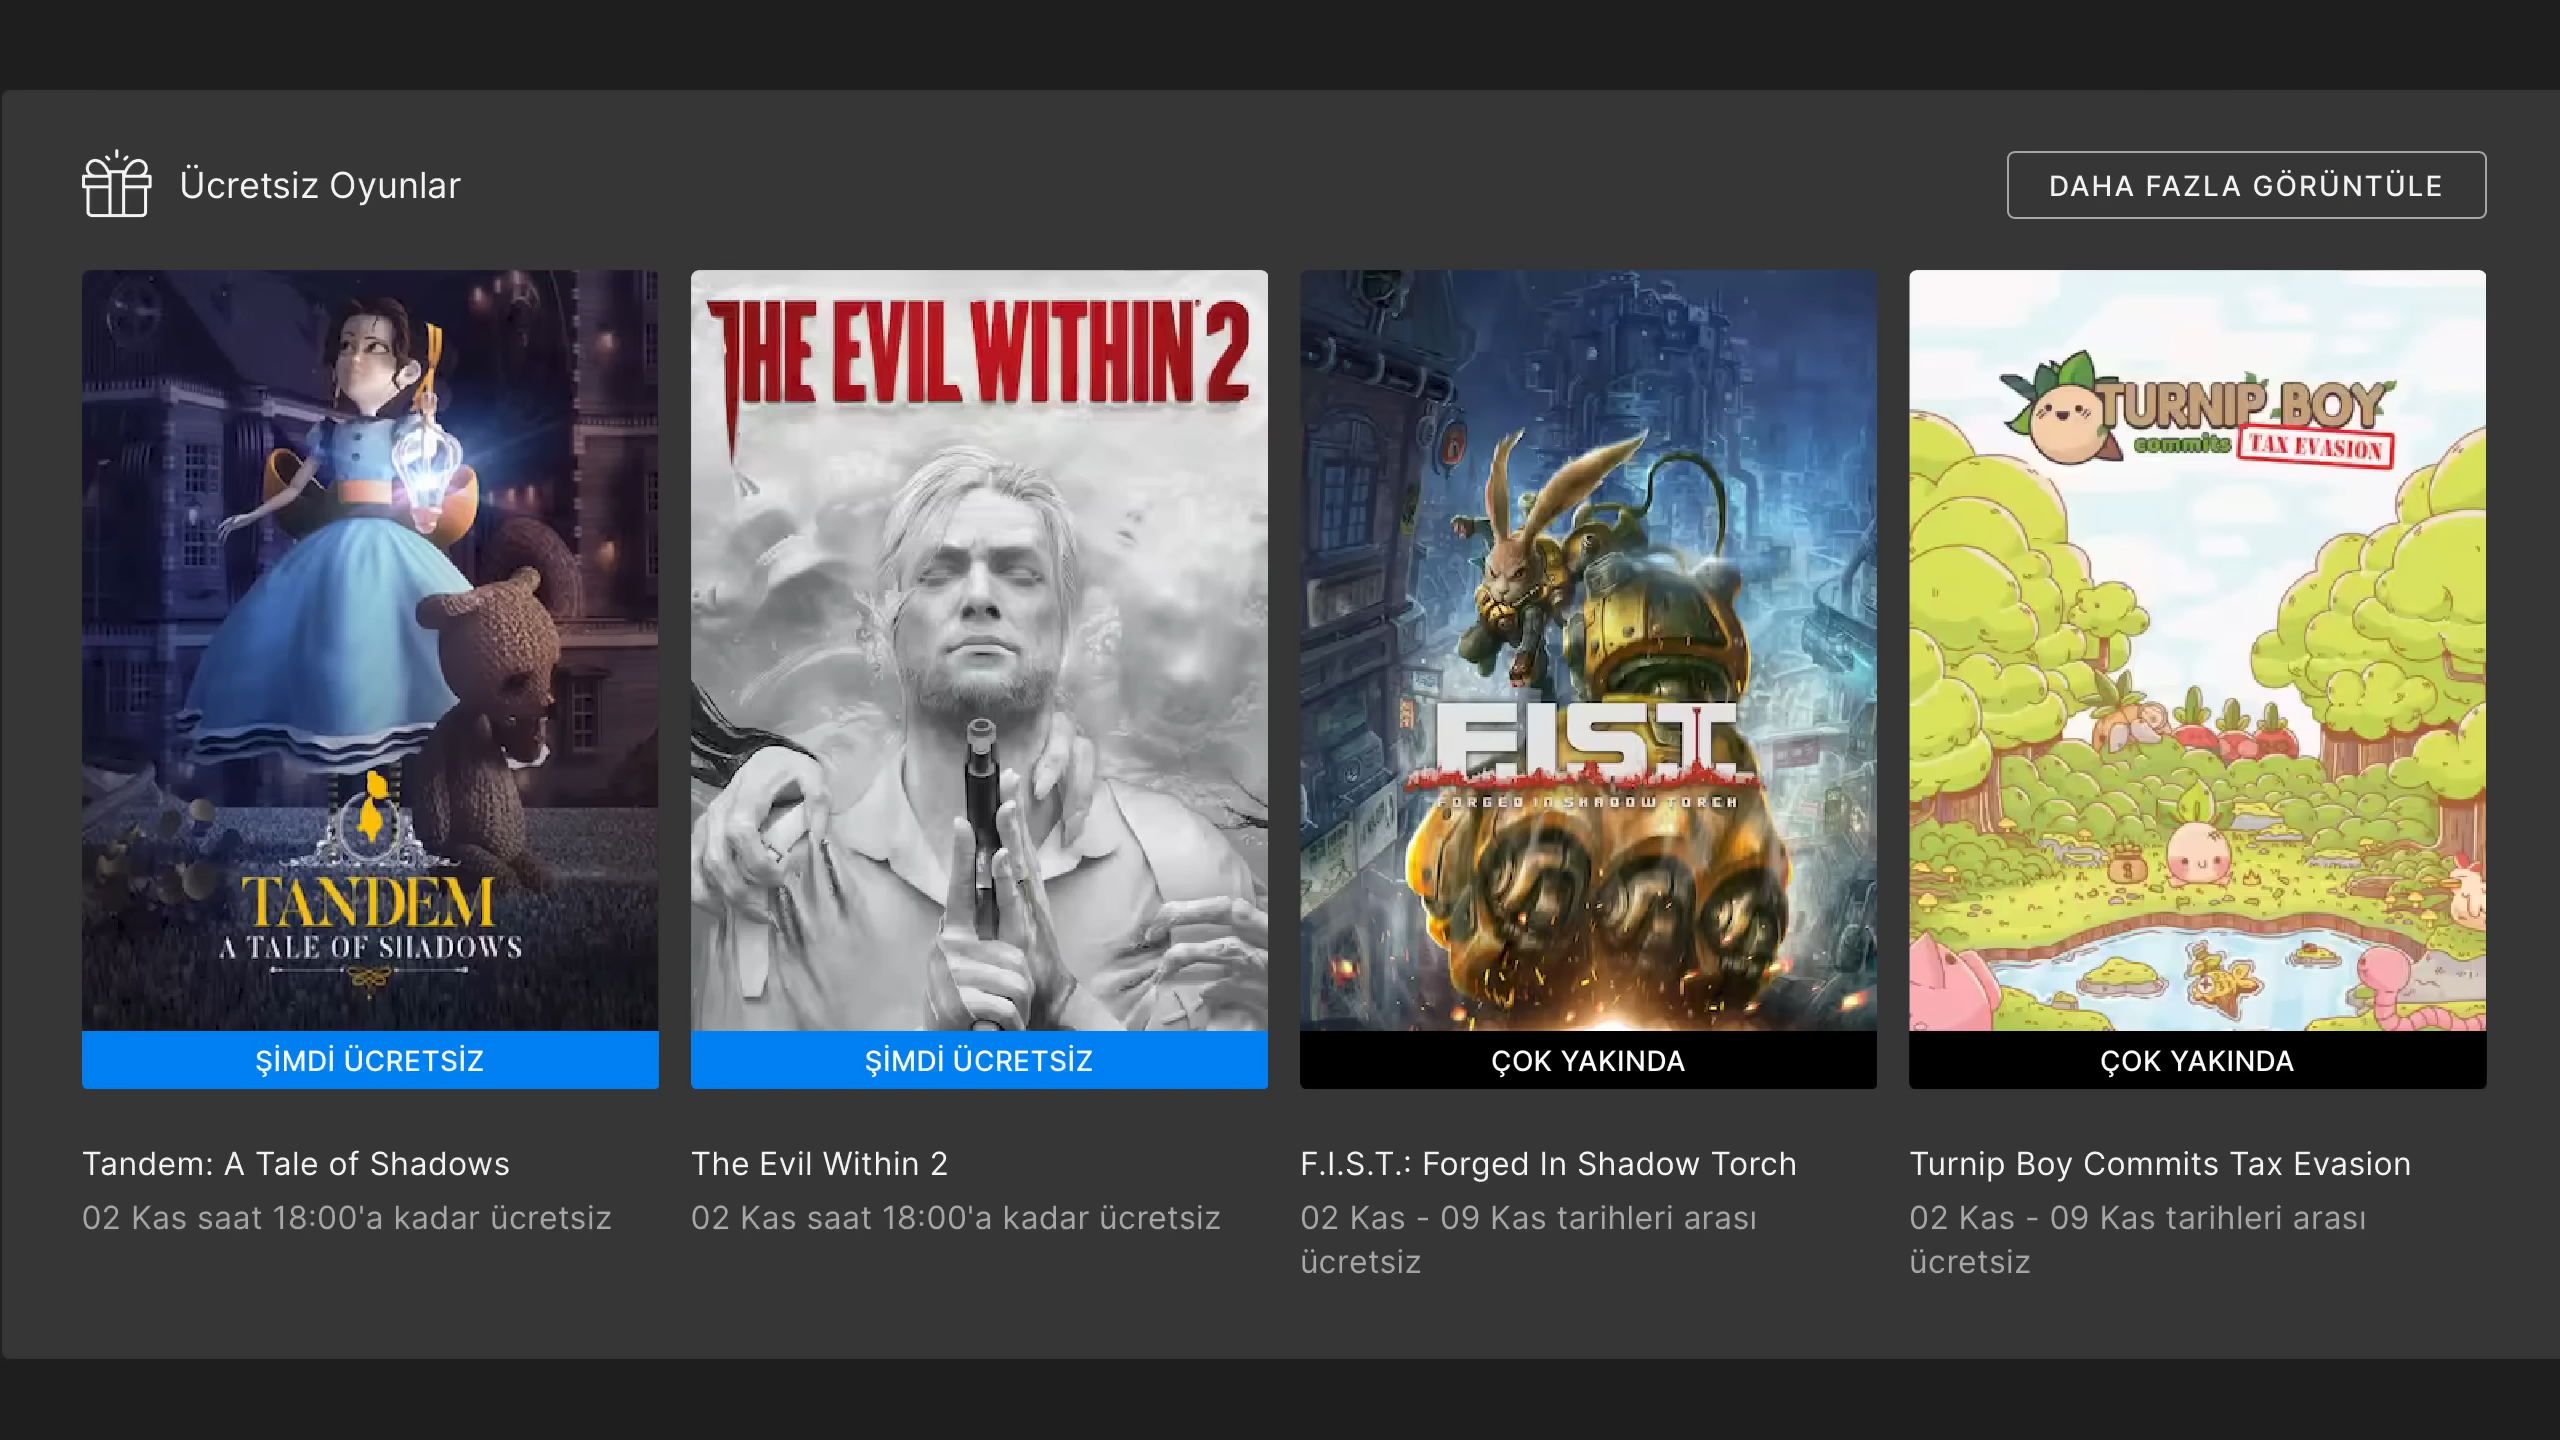 Ücretsiz Oyunlar
DAHA FAZLA GÖRÜNTÜLE
TANDEM
A TALE OF SHADOWS
ŞİMDİ ÜCRETSİZ
Tandem: A Tale of Shadows
02 Kas saat 18:00'a kadar ücretsiz
THE EVIL WITHIN 2
ŞİMDİ ÜCRETSİZ
The Evil Within 2
02 Kas saat 18:00'a kadar ücretsiz
F.I.S.T.
FORGED IN SHADOW TORCH
ÇOK YAKINDA
F.I.S.T.: Forged In Shadow Torch
02 Kas - 09 Kas tarihleri arası
ücretsiz
TURNIP BOY
commits TAX EVASION
ÇOK YAKINDA
Turnip Boy Commits Tax Evasion
02 Kas - 09 Kas tarihleri arası
ücretsiz